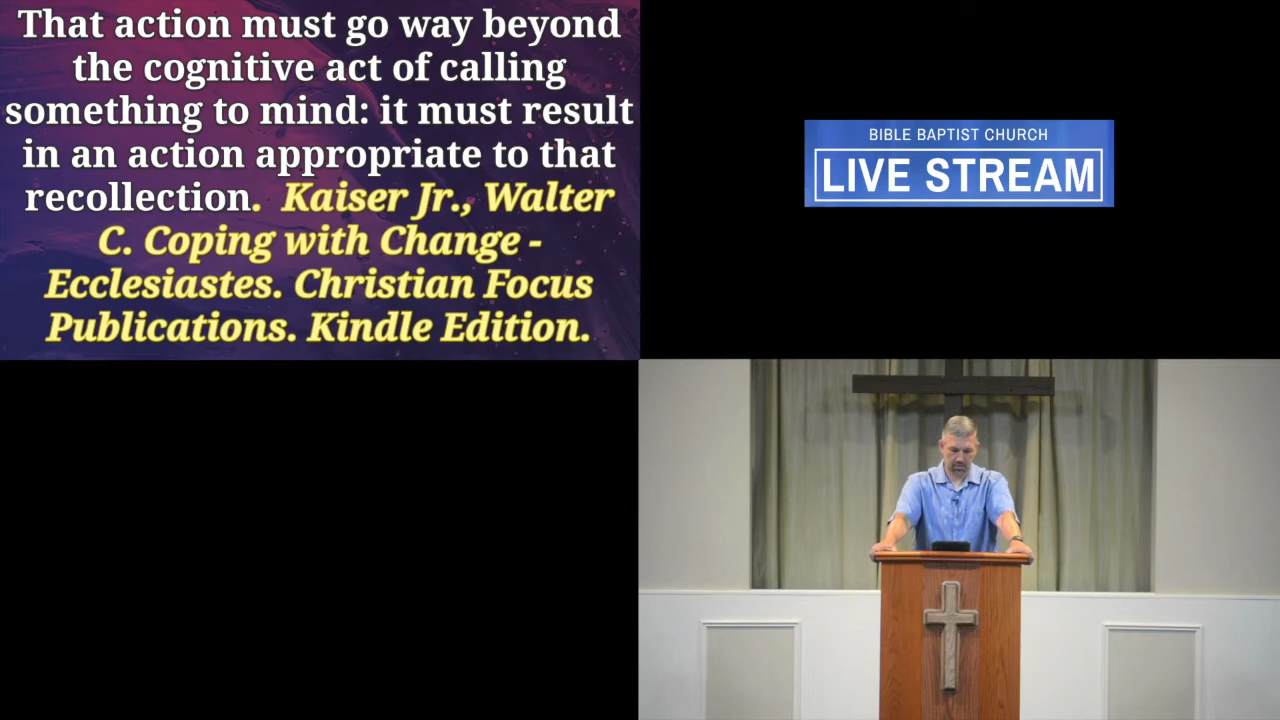 That action must go way beyond
the cognitive act of calling
something to mind: it must result
in an action appropriate to that
recollection.  Kaiser Jr., Walter
C. Coping with Change -
Ecclesiastes. Christian Focus
Publications. Kindle Edition.
BIBLE BAPTIST CHURCH
LIVE STREAM